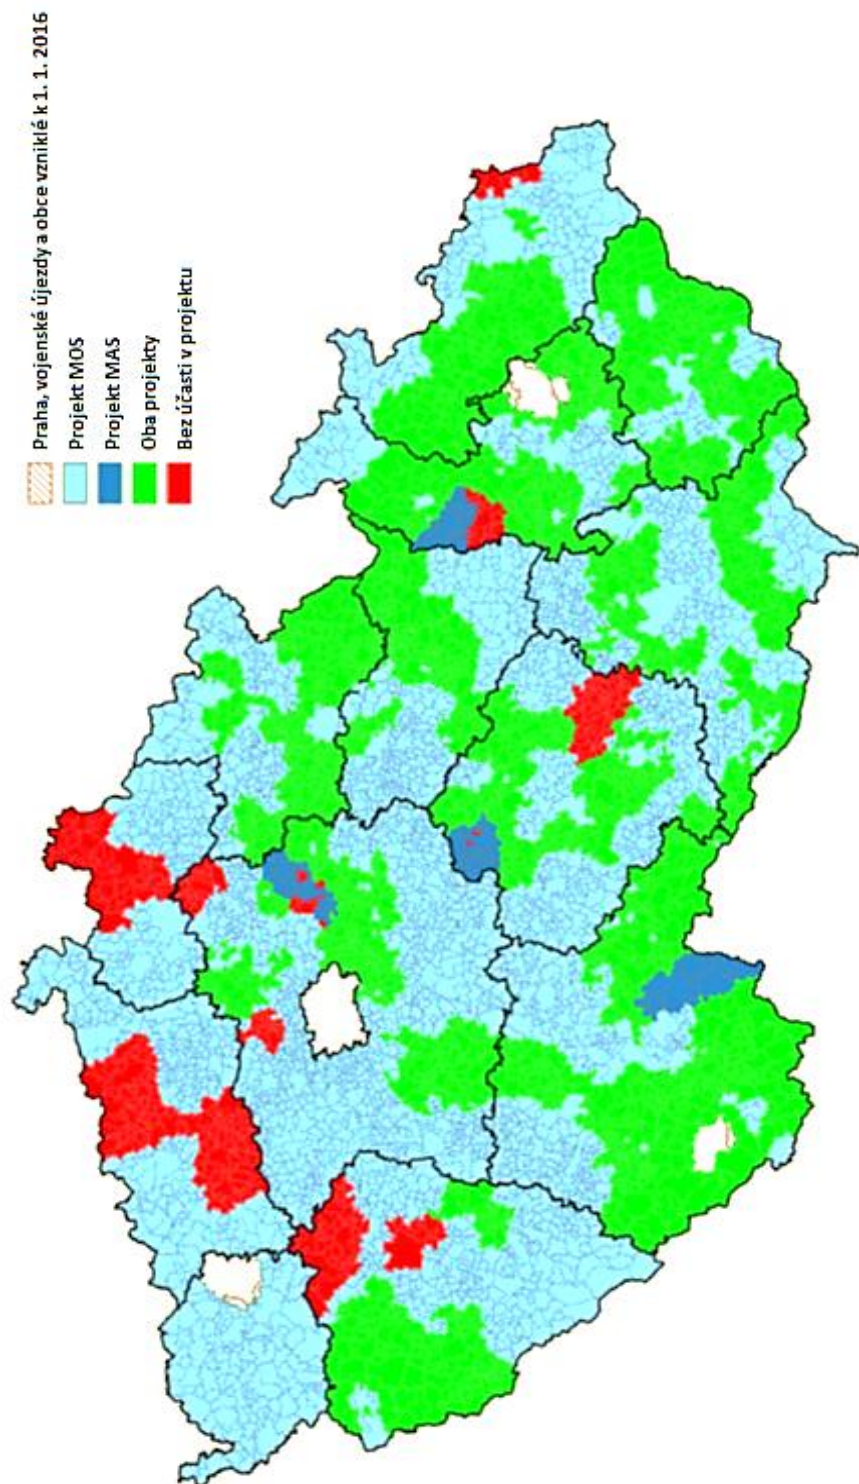 Praha, vojenské újezdy a obce vzniklé k 1. 1. 2016
Projekt MOS
Projekt MAS
Oba projekty
Bez účasti v projektu